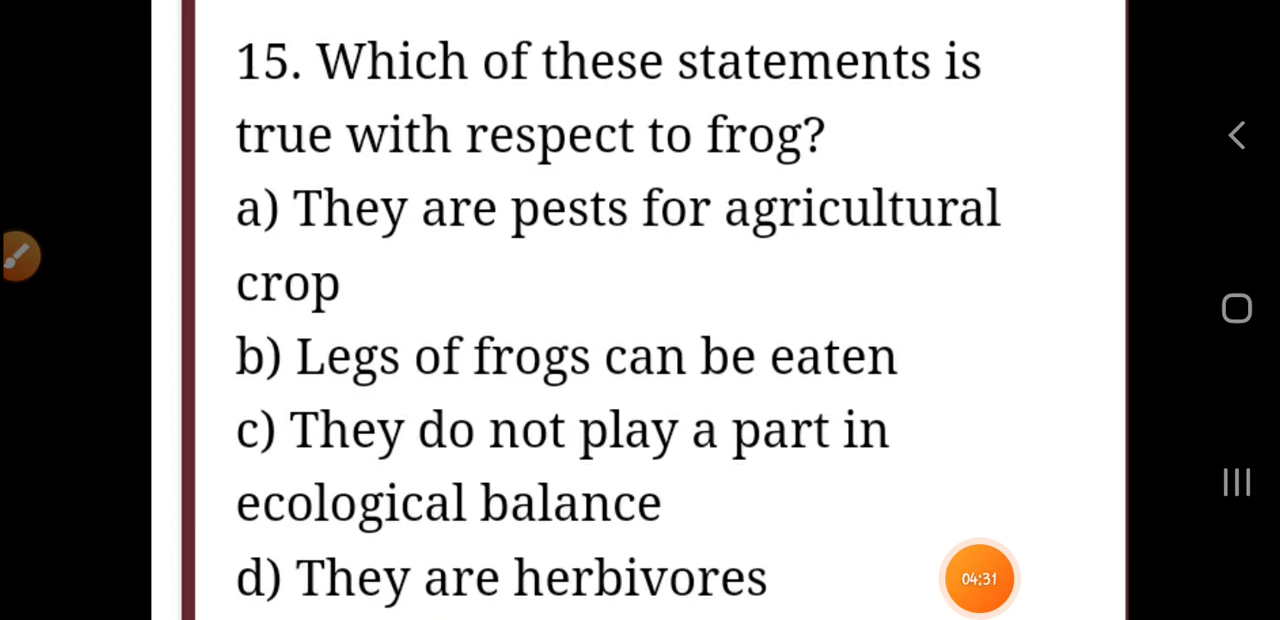 15. Which of these statements is
true with respect to frog?
a) They are pests for agricultural
crop
b) Legs of frogs can be eaten
c) They do not play a part in
ecological balance
d) They are herbivores
04:31